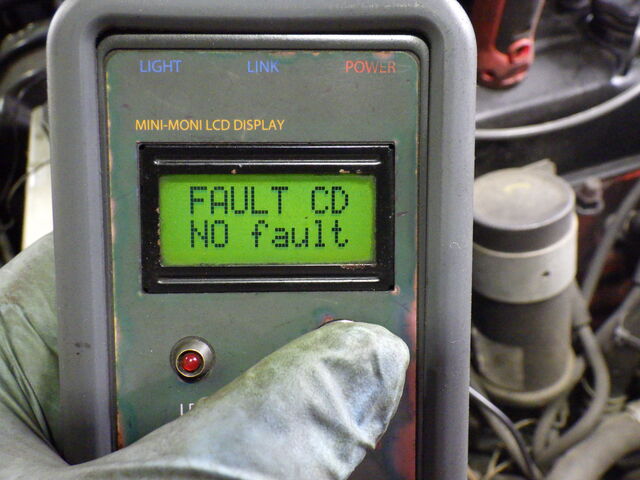 LIGHT LINK POWER
MINI-MONI LCD DISPLAY
FAULT CD
NO fault